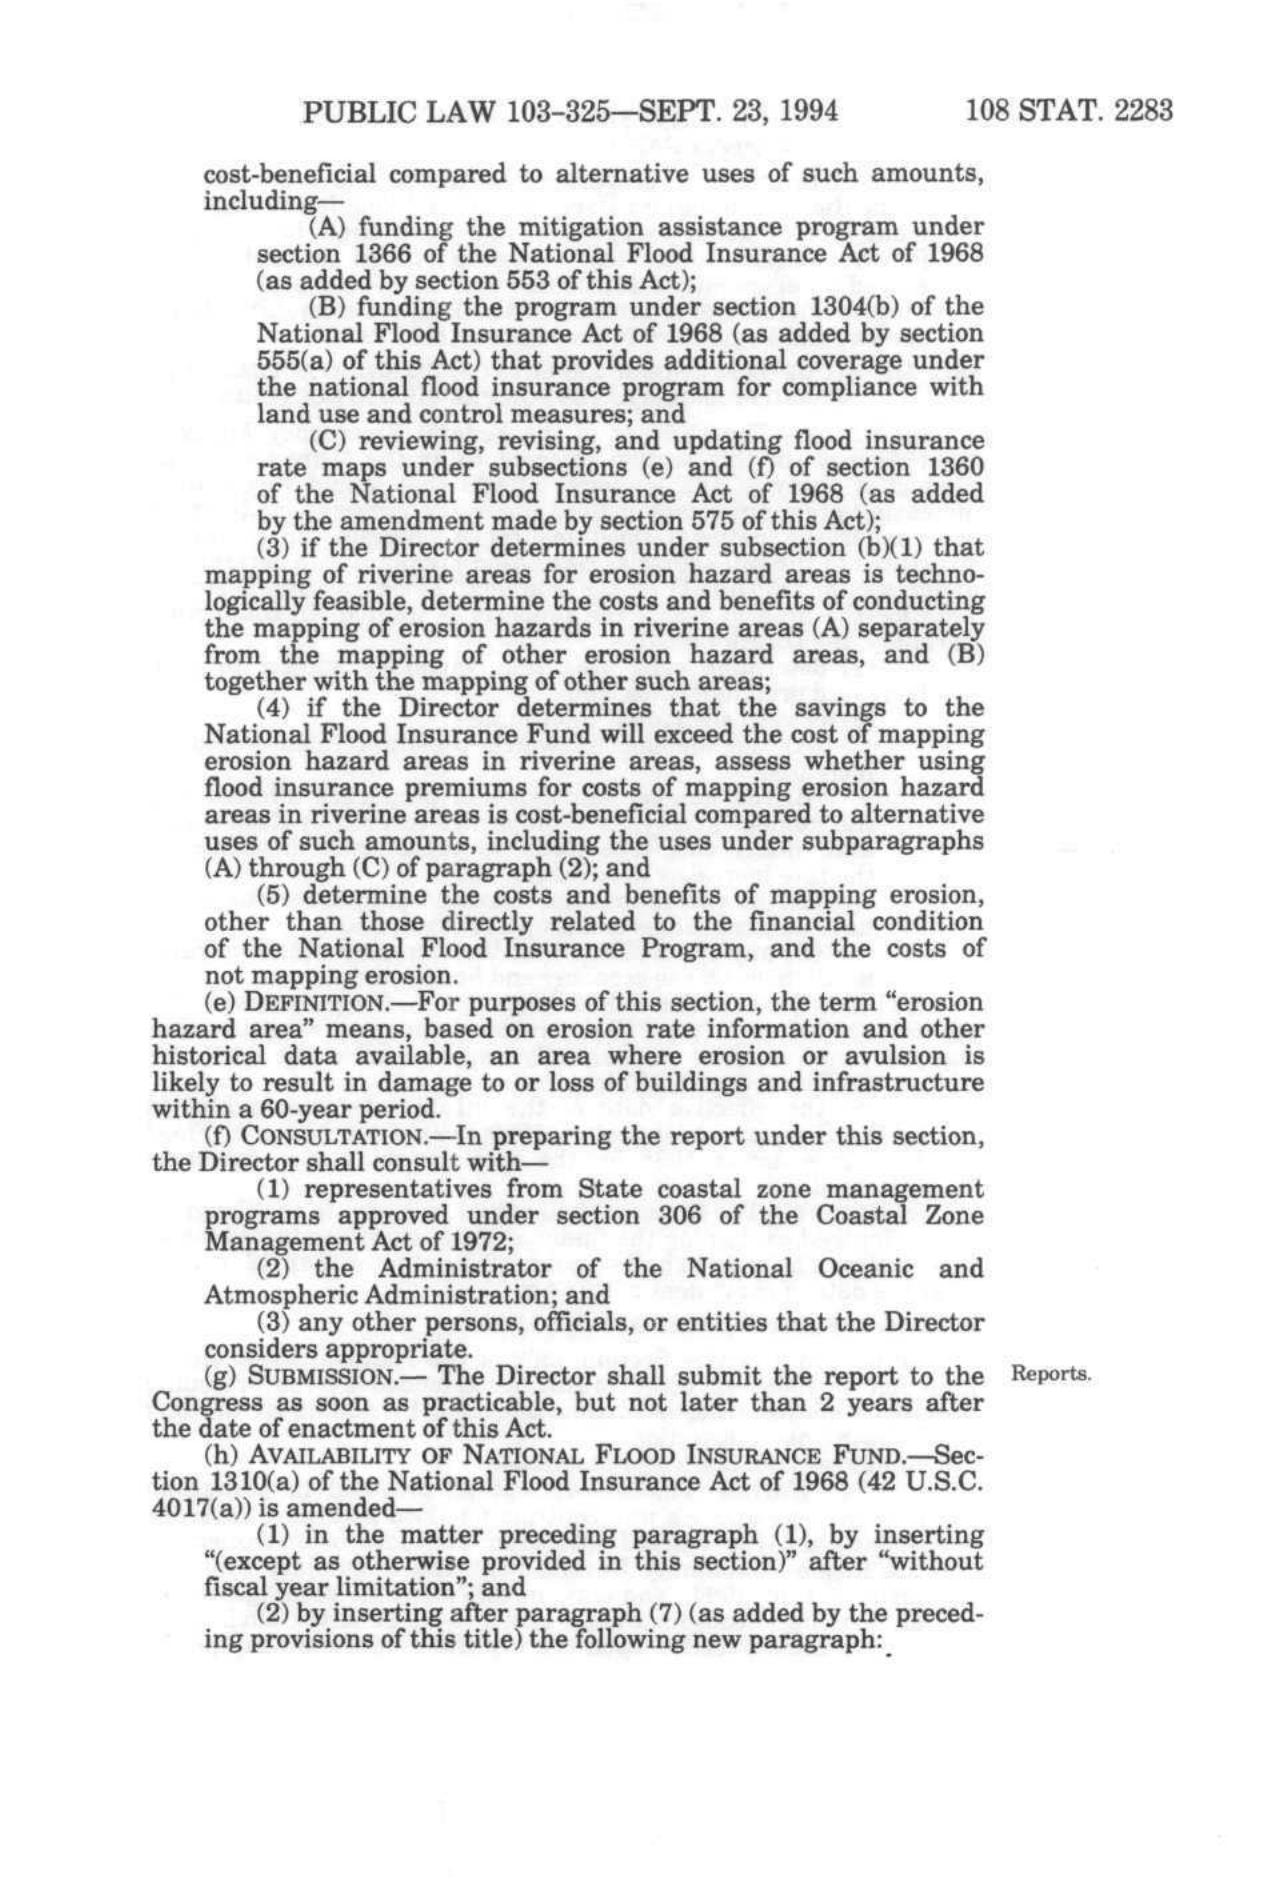 PUBLIC LAW 103–325—SEPT. 23, 1994 108 STAT. 2283
cost-beneficial compared to alternative uses of such amounts,
including—
(A) funding the mitigation assistance program under
section 1366 of the National Flood Insurance Act of 1968
(as added by section 553 of this Act);
(B) funding the program under section 1304(b) of the
National Flood Insurance Act of 1968 (as added by section
555(a) of this Act) that provides additional coverage under
the national flood insurance program for compliance with
land use and control measures; and
(C) reviewing, revising, and updating flood insurance
rate maps under subsections (e) and (f) of section 1360
of the National Flood Insurance Act of 1968 (as added
by the amendment made by section 575 of this Act);
(3) if the Director determines under subsection (b)(1) that
mapping of riverine areas for erosion hazard areas is techno-
logically feasible, determine the costs and benefits of conducting
the mapping of erosion hazards in riverine areas (A) separately
from the mapping of other erosion hazard areas, and (B)
together with the mapping of other such areas;
(4) if the Director determines that the savings to the
National Flood Insurance Fund will exceed the cost of mapping
erosion hazard areas in riverine areas, assess whether using
flood insurance premiums for costs of mapping erosion hazard
areas in riverine areas is cost-beneficial compared to alternative
uses of such amounts, including the uses under subparagraphs
(A) through (C) of paragraph (2); and
(5) determine the costs and benefits of mapping erosion,
other than those directly related to the financial condition
of the National Flood Insurance Program, and the costs of
not mapping erosion.
(e) DEFINITION.—For purposes of this section, the term “erosion
hazard area” means, based on erosion rate information and other
historical data available, an area where erosion or avulsion is
likely to result in damage to or loss of buildings and infrastructure
within a 60-year period.
(f) CONSULTATION.—In preparing the report under this section,
the Director shall consult with—
(1) representatives from State coastal zone management
programs approved under section 306 of the Coastal Zone
Management Act of 1972;
(2) the Administrator of the National Oceanic and
Atmospheric Administration; and
(3) any other persons, officials, or entities that the Director
considers appropriate.
(g) SUBMISSION.— The Director shall submit the report to the Reports.
Congress as soon as practicable, but not later than 2 years after
the date of enactment of this Act.
(h) AVAILABILITY OF NATIONAL FLOOD INSURANCE FUND.—Sec-
tion 1310(a) of the National Flood Insurance Act of 1968 (42 U.S.C.
4017(a)) is amended—
(1) in the matter preceding paragraph (1), by inserting
“(except as otherwise provided in this section)” after “without
fiscal year limitation”; and
(2) by inserting after paragraph (7) (as added by the preced-
ing provisions of this title) the following new paragraph: